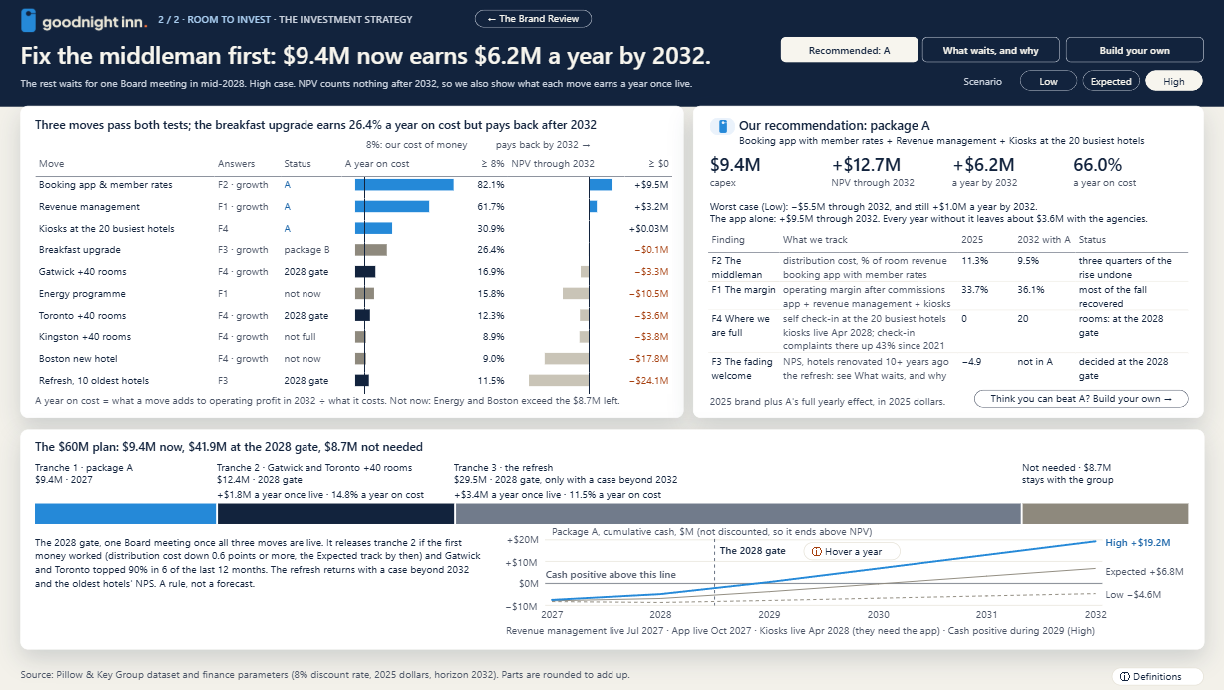 goodnight inn. 2 / 2 · ROOM TO INVEST · THE INVESTMENT STRATEGY
← The Brand Review
Fix the middleman first: $9.4M now earns $6.2M a year by 2032.
The rest waits for one Board meeting in mid-2028. High case. NPV counts nothing after 2032, so we also show what each move earns a year once live.
Recommended: A
What waits, and why
Build your own
Scenario Low Expected High
Three moves pass both tests; the breakfast upgrade earns 26.4% a year on cost but pays back after 2032
8%: our cost of money pays back by 2032 →
Move Answers Status A year on cost ≥ 8% NPV through 2032 ≥ $0
Booking app & member rates F2 · growth A 82.1% +$9.5M
Revenue management F1 · growth A 61.7% +$3.2M
Kiosks at the 20 busiest hotels F4 A 30.9% +$0.03M
Breakfast upgrade F3 · growth package B 26.4% −$0.1M
Gatwick +40 rooms F4 · growth 2028 gate 16.9% −$3.3M
Energy programme F1 not now 15.8% −$10.5M
Toronto +40 rooms F4 · growth 2028 gate 12.3% −$3.6M
Kingston +40 rooms F4 · growth not full 8.9% −$3.8M
Boston new hotel F4 · growth not now 9.0% −$17.8M
Refresh, 10 oldest hotels F3 2028 gate 11.5% −$24.1M
A year on cost = what a move adds to operating profit in 2032 ÷ what it costs. Not now: Energy and Boston exceed the $8.7M left.
Our recommendation: package A
Booking app with member rates + Revenue management + Kiosks at the 20 busiest hotels
$9.4M +$12.7M +$6.2M 66.0%
capex NPV through 2032 a year by 2032 a year on cost
Worst case (Low): −$5.5M through 2032, and still +$1.0M a year by 2032.
The app alone: +$9.5M through 2032. Every year without it leaves about $3.6M with the agencies.
Finding What we track 2025 2032 with A Status
F2 The middleman distribution cost, % of room revenue booking app with member rates 11.3% 9.5% three quarters of the rise undone
F1 The margin operating margin after commissions app + revenue management + kiosks 33.7% 36.1% most of the fall recovered
F4 Where we are full self check-in at the 20 busiest hotels kiosks live Apr 2028; check-in complaints there up 43% since 2021 0 20 rooms: at the 2028 gate
F3 The fading welcome NPS, hotels renovated 10+ years ago the refresh: see What waits, and why −4.9 not in A decided at the 2028 gate
2025 brand plus A's full yearly effect, in 2025 dollars.
Think you can beat A? Build your own →
The $60M plan: $9.4M now, $41.9M at the 2028 gate, $8.7M not needed
Tranche 1 · package A
$9.4M · 2027
Tranche 2 · Gatwick and Toronto +40 rooms
$12.4M · 2028 gate
+$1.8M a year once live · 14.8% a year on cost
Tranche 3 · the refresh
$29.5M · 2028 gate, only with a case beyond 2032
+$3.4M a year once live · 11.5% a year on cost
Not needed · $8.7M
stays with the group
The 2028 gate, one Board meeting once all three moves are live. It releases tranche 2 if the first
money worked (distribution cost down 0.6 points or more, the Expected track by then) and Gatwick
and Toronto topped 90% in 6 of the last 12 months. The refresh returns with a case beyond 2032
and the oldest hotels' NPS. A rule, not a forecast.
Package A, cumulative cash, $M (not discounted, so it ends above NPV)
+$20M
The 2028 gate
Hover a year
High +$19.2M
+$10M
Cash positive above this line
Expected +$6.8M
$0M
Low −$4.6M
−$10M
2027 2028 2029 2030 2031 2032
Revenue management live Jul 2027 · App live Oct 2027 · Kiosks live Apr 2028 (they need the app) · Cash positive during 2029 (High)
Source: Pillow & Key Group dataset and finance parameters (8% discount rate, 2025 dollars, horizon 2032). Parts are rounded to add up.
Definitions